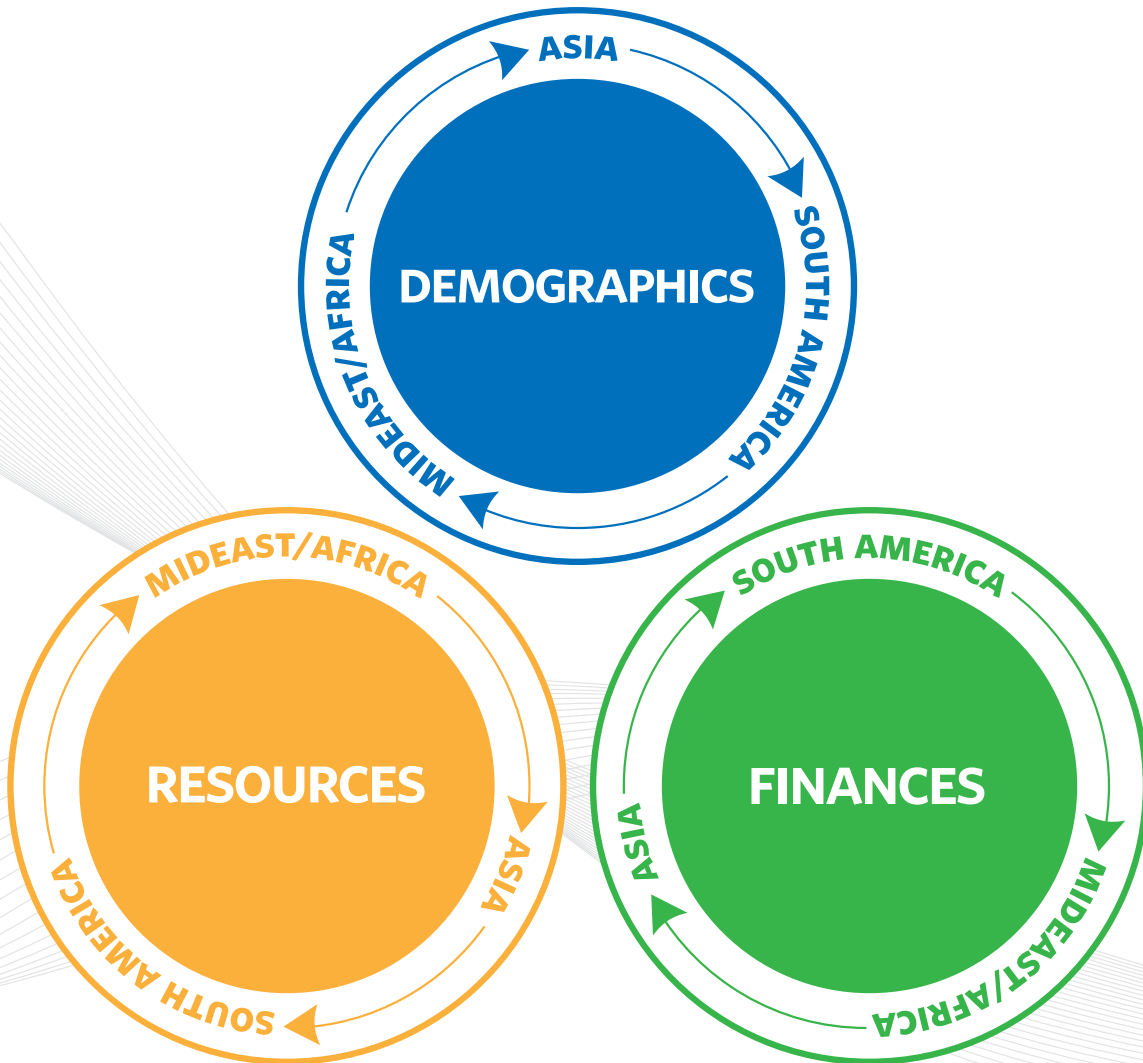 ASIA
SOUTH AMERICA
MIDEAST/AFRICA
DEMOGRAPHICS
MIDEAST/AFRICA
ASIA
SOUTH AMERICA
RESOURCES
SOUTH AMERICA
MIDEAST/AFRICA
ASIA
FINANCES